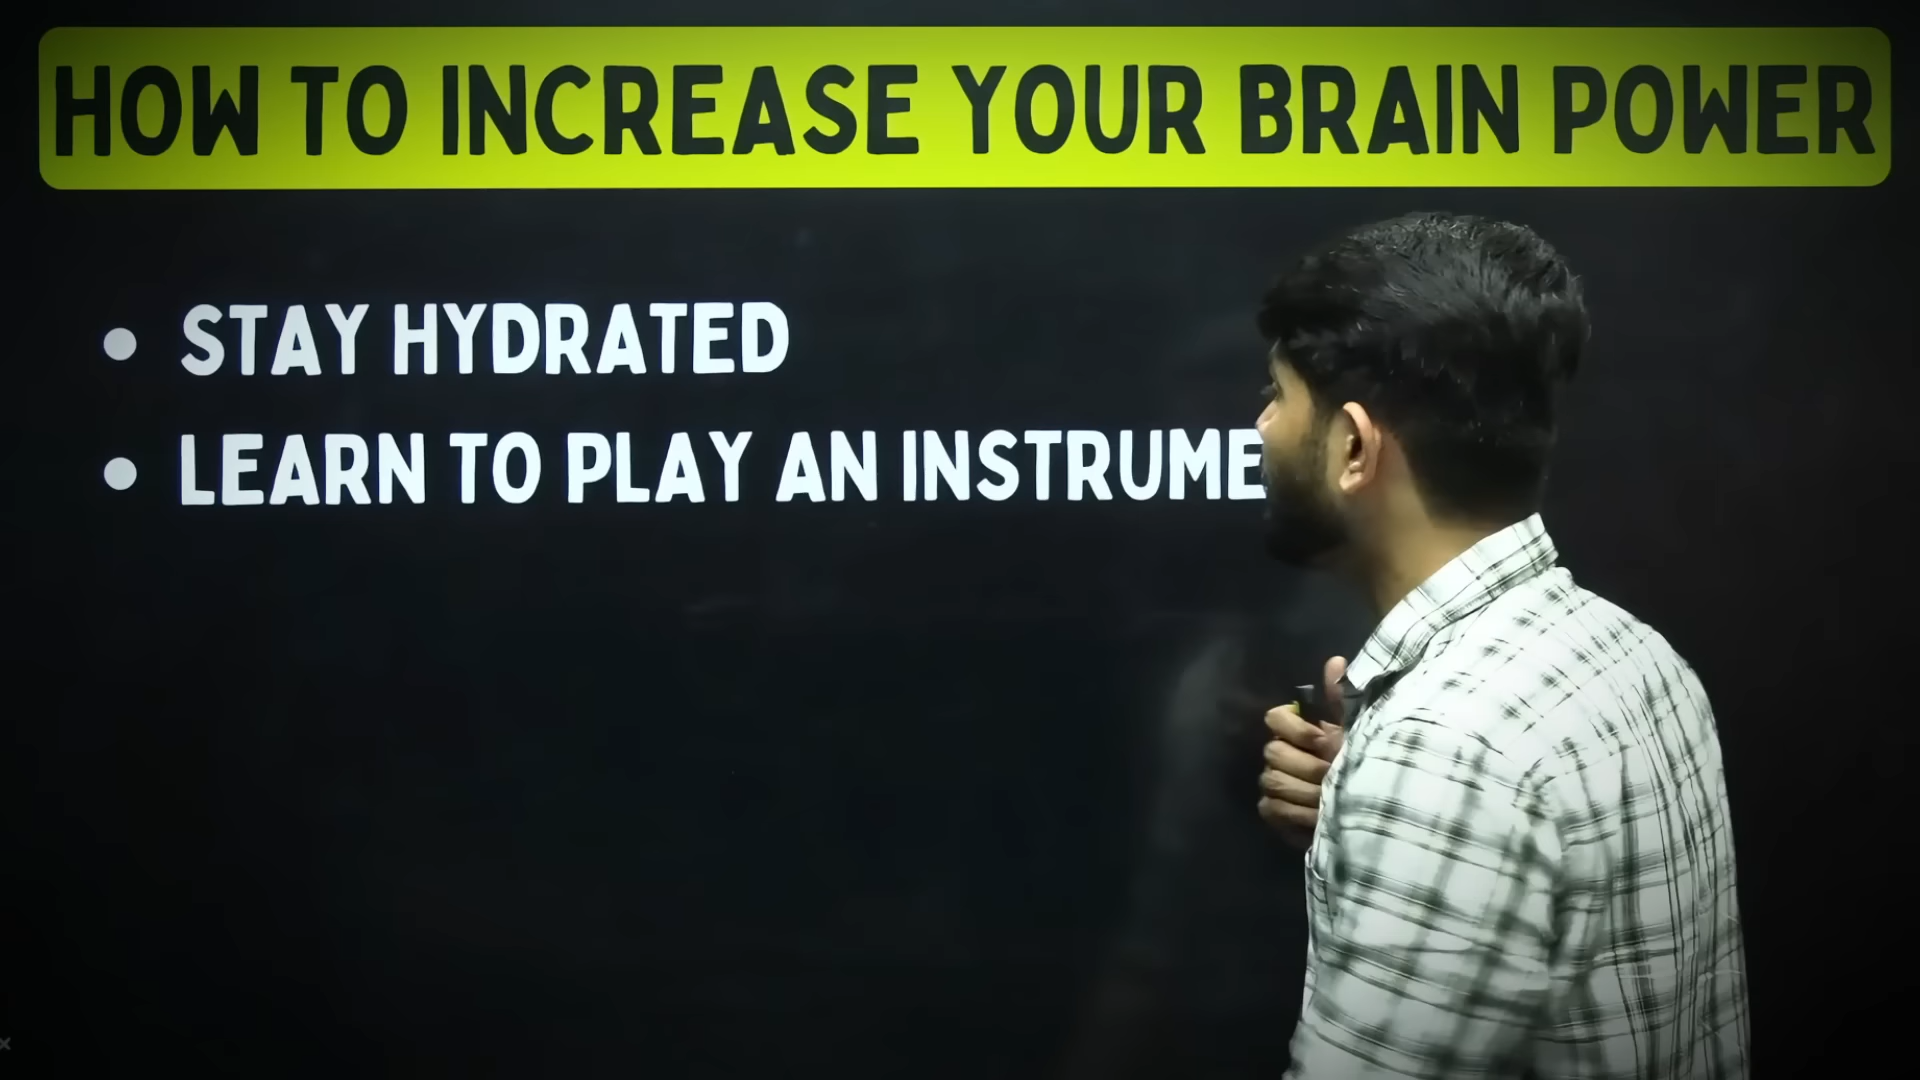 HOW TO INCREASE YOUR BRAIN POWER
• STAY HYDRATED
• LEARN TO PLAY AN INSTRUME